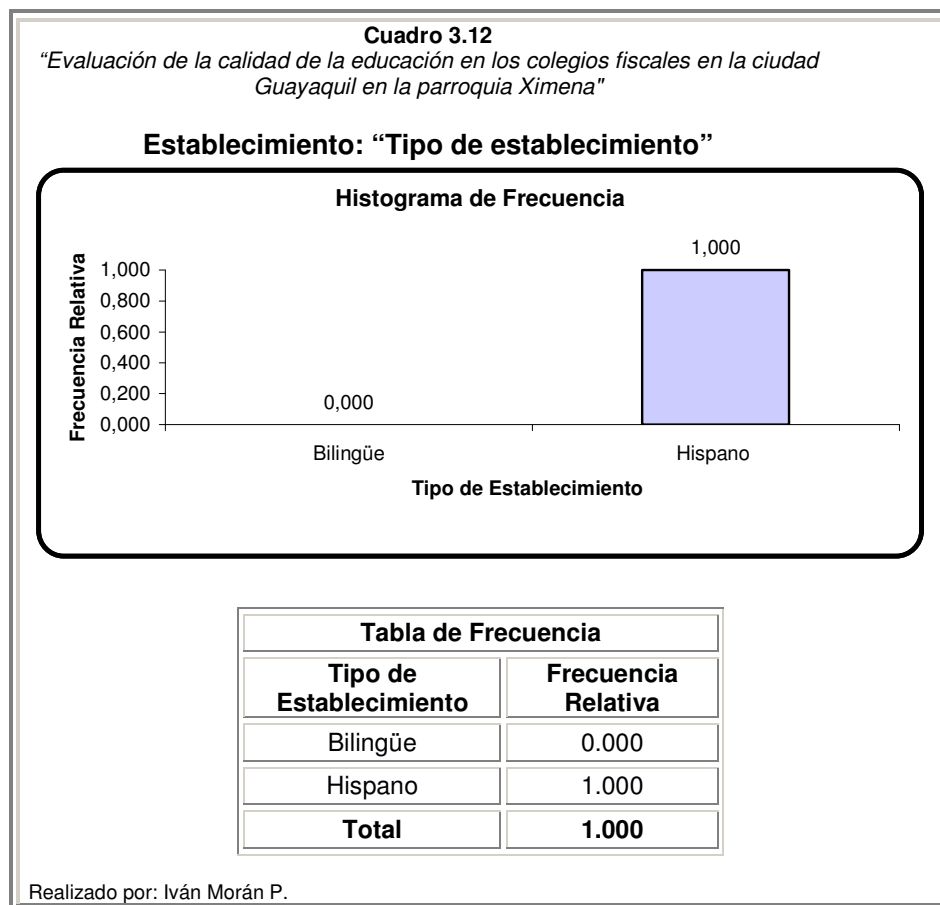 Cuadro 3.12
“Evaluación de la calidad de la educación en los colegios fiscales en la ciudad
Guayaquil en la parroquia Ximena"
Establecimiento: “Tipo de establecimiento”
Histograma de Frecuencia
Frecuencia Relativa
1,000
0,800
0,600
0,400
0,200
0,000
0,000
1,000
Bilingüe Hispano
Tipo de Establecimiento
Tabla de Frecuencia
Tipo de Establecimiento Frecuencia Relativa
Bilingüe 0.000
Hispano 1.000
Total 1.000
Realizado por: Iván Morán P.